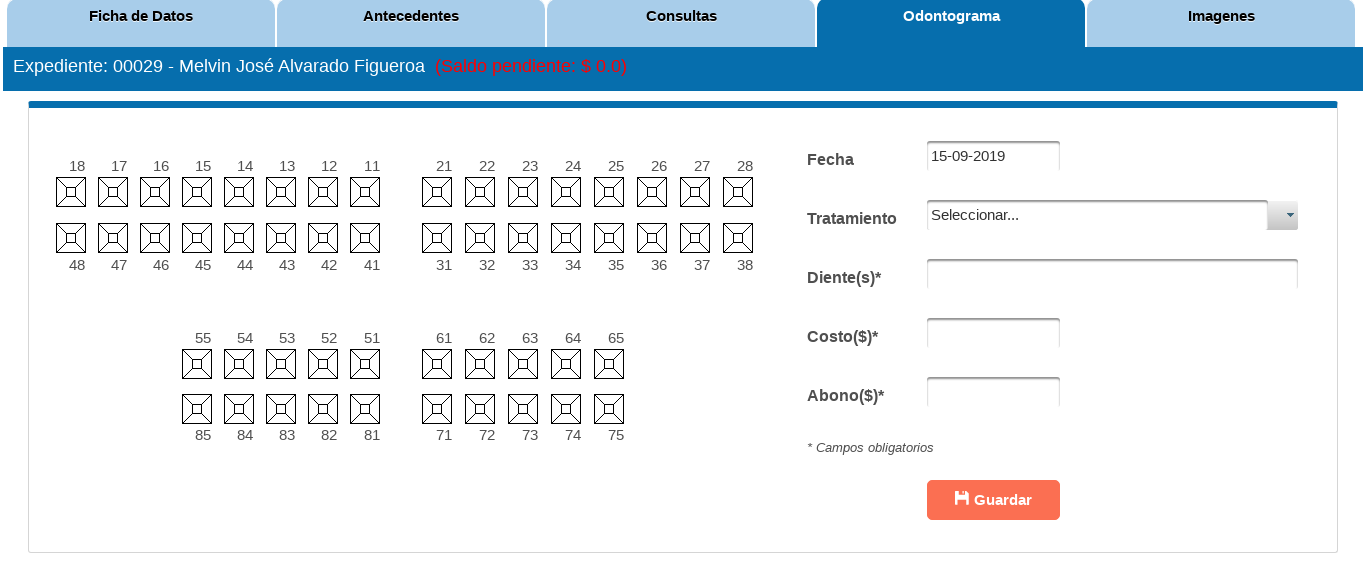 Ficha de Datos Antecedentes Consultas Odontograma Imagenes
Expediente: 00029 - Melvin José Alvarado Figueroa (Saldo pendiente: $ 0.0)
18 17 16 15 14 13 12 11 21 22 23 24 25 26 27 28
48 47 46 45 44 43 42 41 31 32 33 34 35 36 37 38
55 54 53 52 51 61 62 63 64 65
85 84 83 82 81 71 72 73 74 75
Fecha 15-09-2019
Tratamiento Seleccionar...
Diente(s)*
Costo($)*
Abono($)*
* Campos obligatorios
Guardar